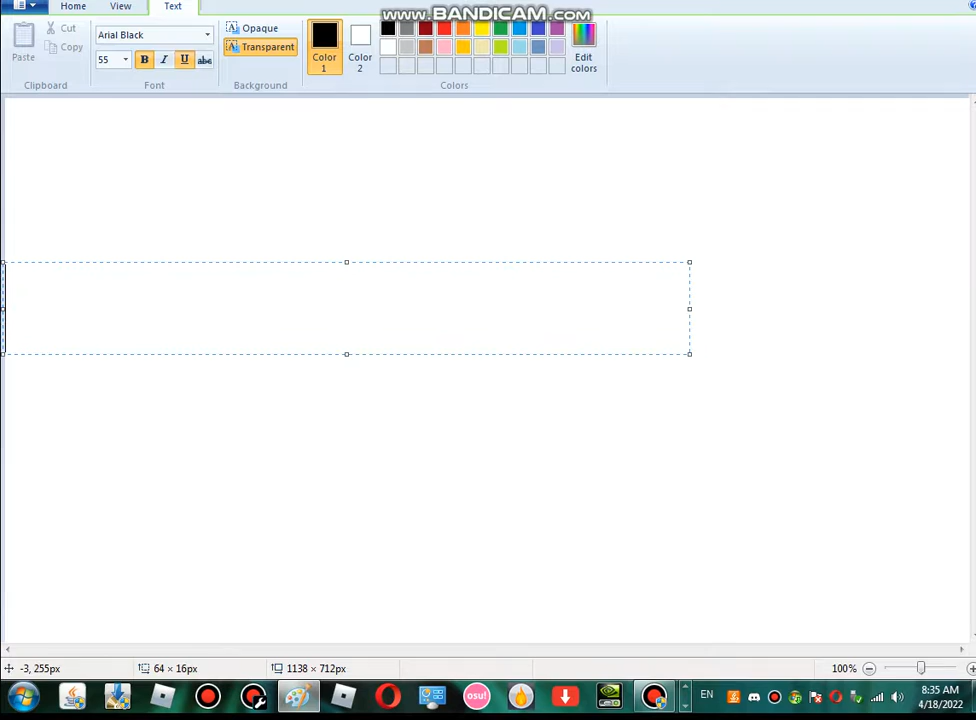 Home View Text
www.BANDICAM.com
Paste
Cut
Copy
Clipboard
Arial Black
55
B I U abc
Font
Opaque
Transparent
Background
Color
1
Color
2
Edit
colors
Colors
-3, 255px
64 × 16px
1138 × 712px
100%
osu!
EN
8:35 AM
4/18/2022